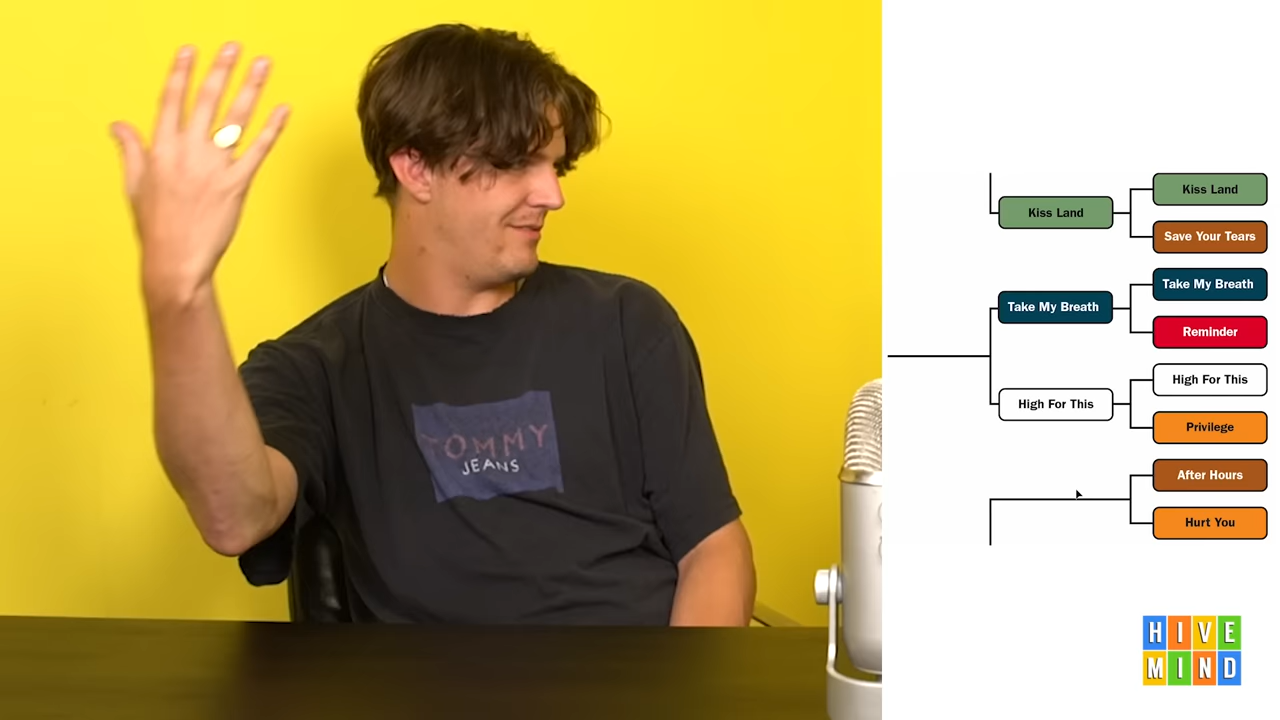 TOMMY
JEANS
Kiss Land
Kiss Land
Save Your Tears
Take My Breath
Take My Breath
Reminder
High For This
High For This
Privilege
After Hours
Hurt You
HIVE
MIND